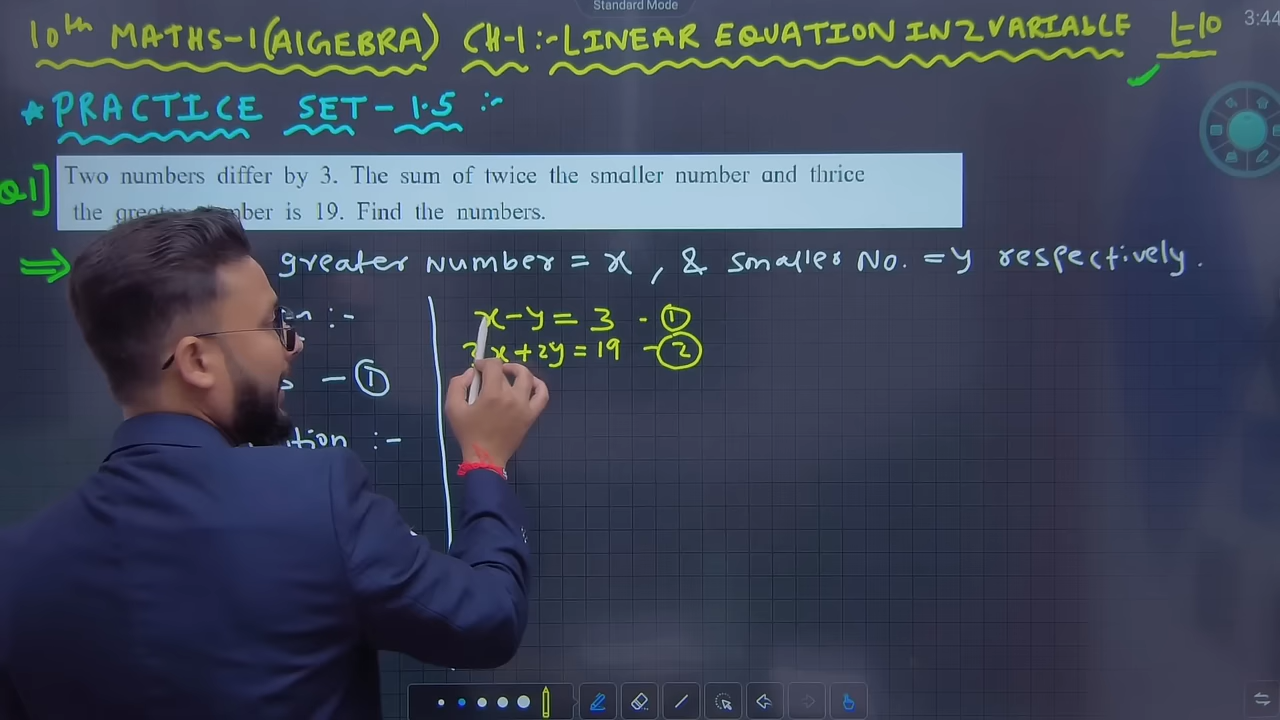 Standard Mode
3:44
10th MATHS-1(AlGEBRA) CH-1:- LINEAR EQUATION IN 2 VARIABLE L-10
* PRACTICE SET - 1.5 :-
Q1] Two numbers differ by 3. The sum of twice the smaller number and thrice
the is 19. Find the numbers.
⇒ greater Number = x , & smaller No. = y respectively.
:-
x - y = 3 - ①
x + 2y = 19 - ②
- ①
:-